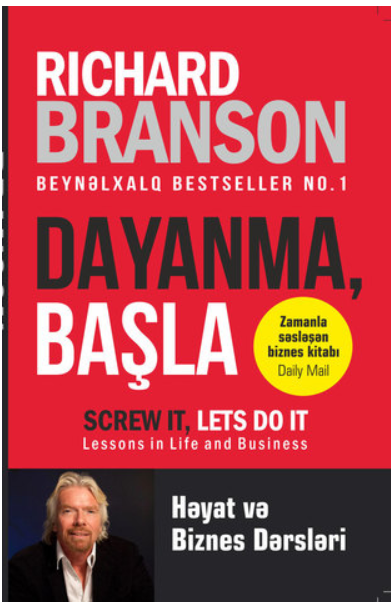 RICHARD
BRANSON
BEYNƏLXALQ BESTSELLER NO.1
DAYANMA,
BAŞLA
Zamanla
səsləşən
biznes kitabı
Daily Mail
SCREW IT, LETS DO IT
Lessons in Life and Business
Həyat və
Biznes Dərsləri